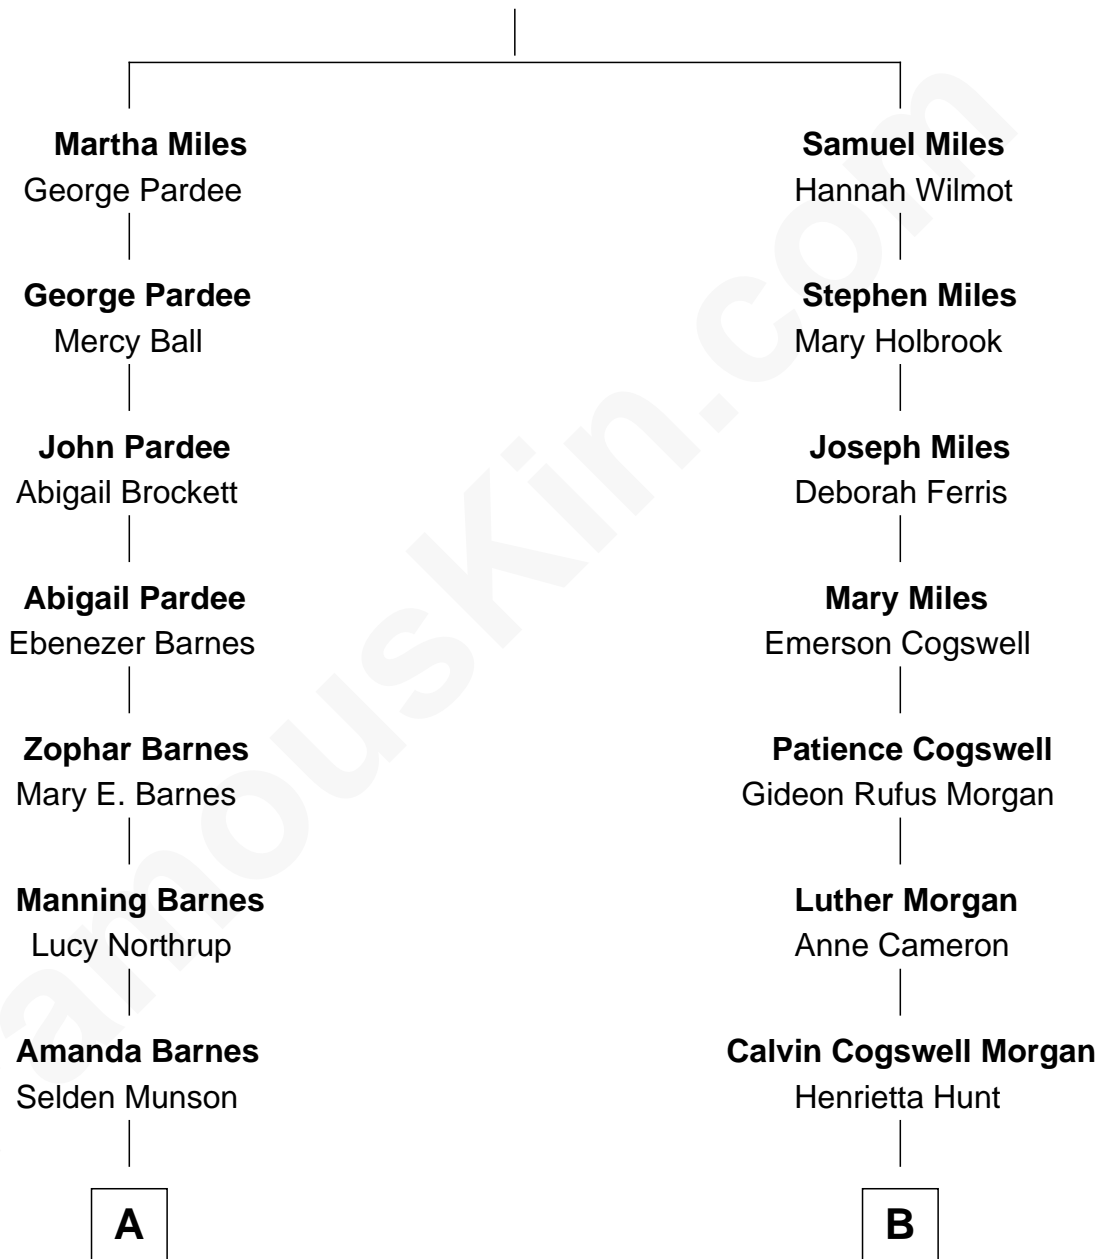 Martha Miles
George Pardee
George Pardee
Mercy Ball
John Pardee
Abigail Brockett
Abigail Pardee
Ebenezer Barnes
Zophar Barnes
Mary E. Barnes
Manning Barnes
Lucy Northrup
Amanda Barnes
Selden Munson
A
Samuel Miles
Hannah Wilmot
Stephen Miles
Mary Holbrook
Joseph Miles
Deborah Ferris
Mary Miles
Emerson Cogswell
Patience Cogswell
Gideon Rufus Morgan
Luther Morgan
Anne Cameron
Calvin Cogswell Morgan
Henrietta Hunt
B
amouskin.com